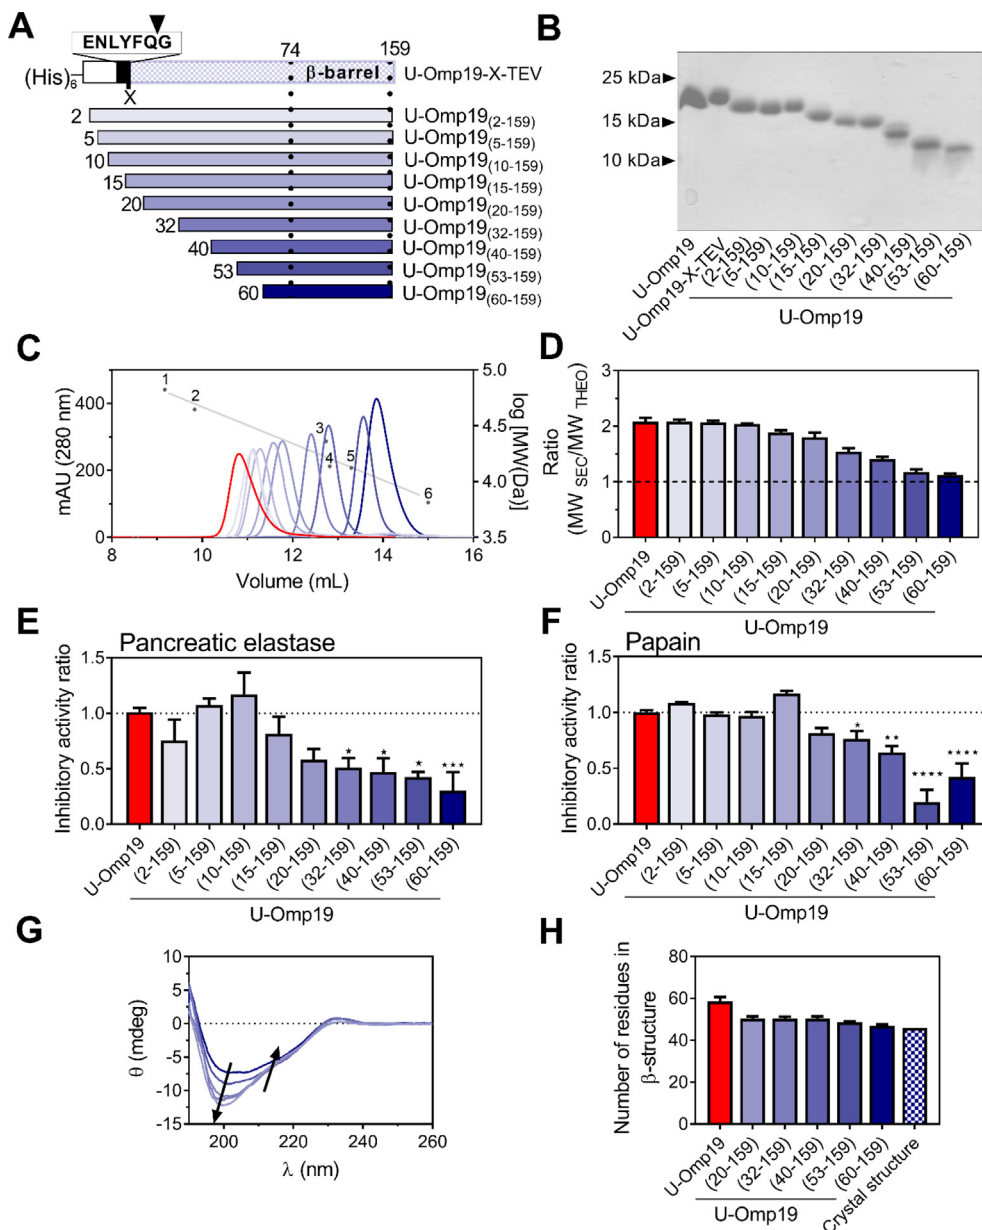 A
ENLYFQG
74
159
(His)6
X
β-barrel
U-Omp19-X-TEV
2
U-Omp19(2-159)
5
U-Omp19(5-159)
10
U-Omp19(10-159)
15
U-Omp19(15-159)
20
U-Omp19(20-159)
32
U-Omp19(32-159)
40
U-Omp19(40-159)
53
U-Omp19(53-159)
60
U-Omp19(60-159)
B
25 kDa
15 kDa
10 kDa
U-Omp19
U-Omp19-X-TEV
(2-159)
(5-159)
(10-159)
(15-159)
(20-159)
(32-159)
(40-159)
(53-159)
(60-159)
U-Omp19
C
mAU (280 nm)
400
200
0
1
2
3
4
5
6
5.0
4.5
4.0
3.5
log [MW(Da)]
8
10
12
14
16
Volume (mL)
D
Ratio
(MW SEC/MW THEO)
3
2
1
0
U-Omp19
(2-159)
(5-159)
(10-159)
(15-159)
(20-159)
(32-159)
(40-159)
(53-159)
(60-159)
U-Omp19
E
Pancreatic elastase
Inhibitory activity ratio
1.5
1.0
0.5
0.0
*
*
*
***
U-Omp19
(2-159)
(5-159)
(10-159)
(15-159)
(20-159)
(32-159)
(40-159)
(53-159)
(60-159)
U-Omp19
F
Papain
Inhibitory activity ratio
1.5
1.0
0.5
0.0
*
**
****
****
U-Omp19
(2-159)
(5-159)
(10-159)
(15-159)
(20-159)
(32-159)
(40-159)
(53-159)
(60-159)
U-Omp19
G
θ (mdeg)
10
5
0
-5
-10
-15
200
220
240
260
λ (nm)
H
Number of residues in
β-structure
80
60
40
20
0
U-Omp19
(20-159)
(32-159)
(40-159)
(53-159)
(60-159)
Crystal structure
U-Omp19